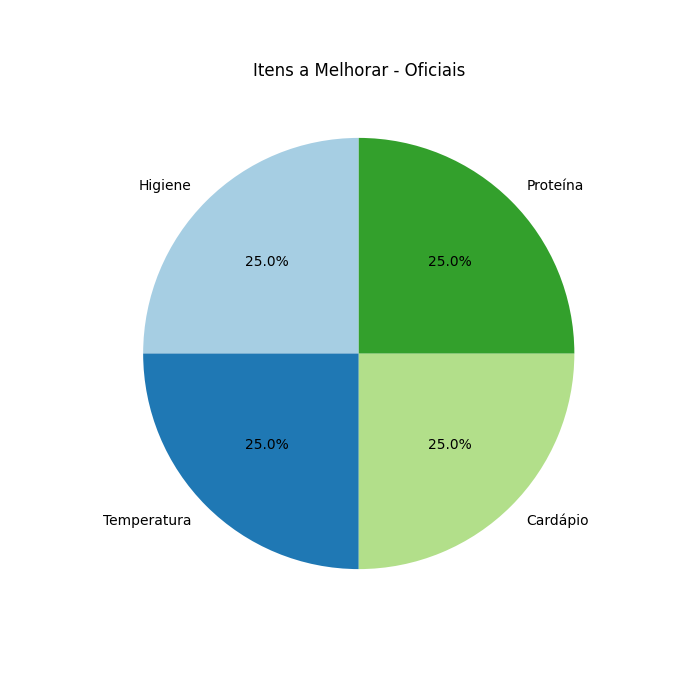 Itens a Melhorar - Oficiais
Higiene
Proteína
25.0%
25.0%
25.0%
25.0%
Temperatura
Cardápio